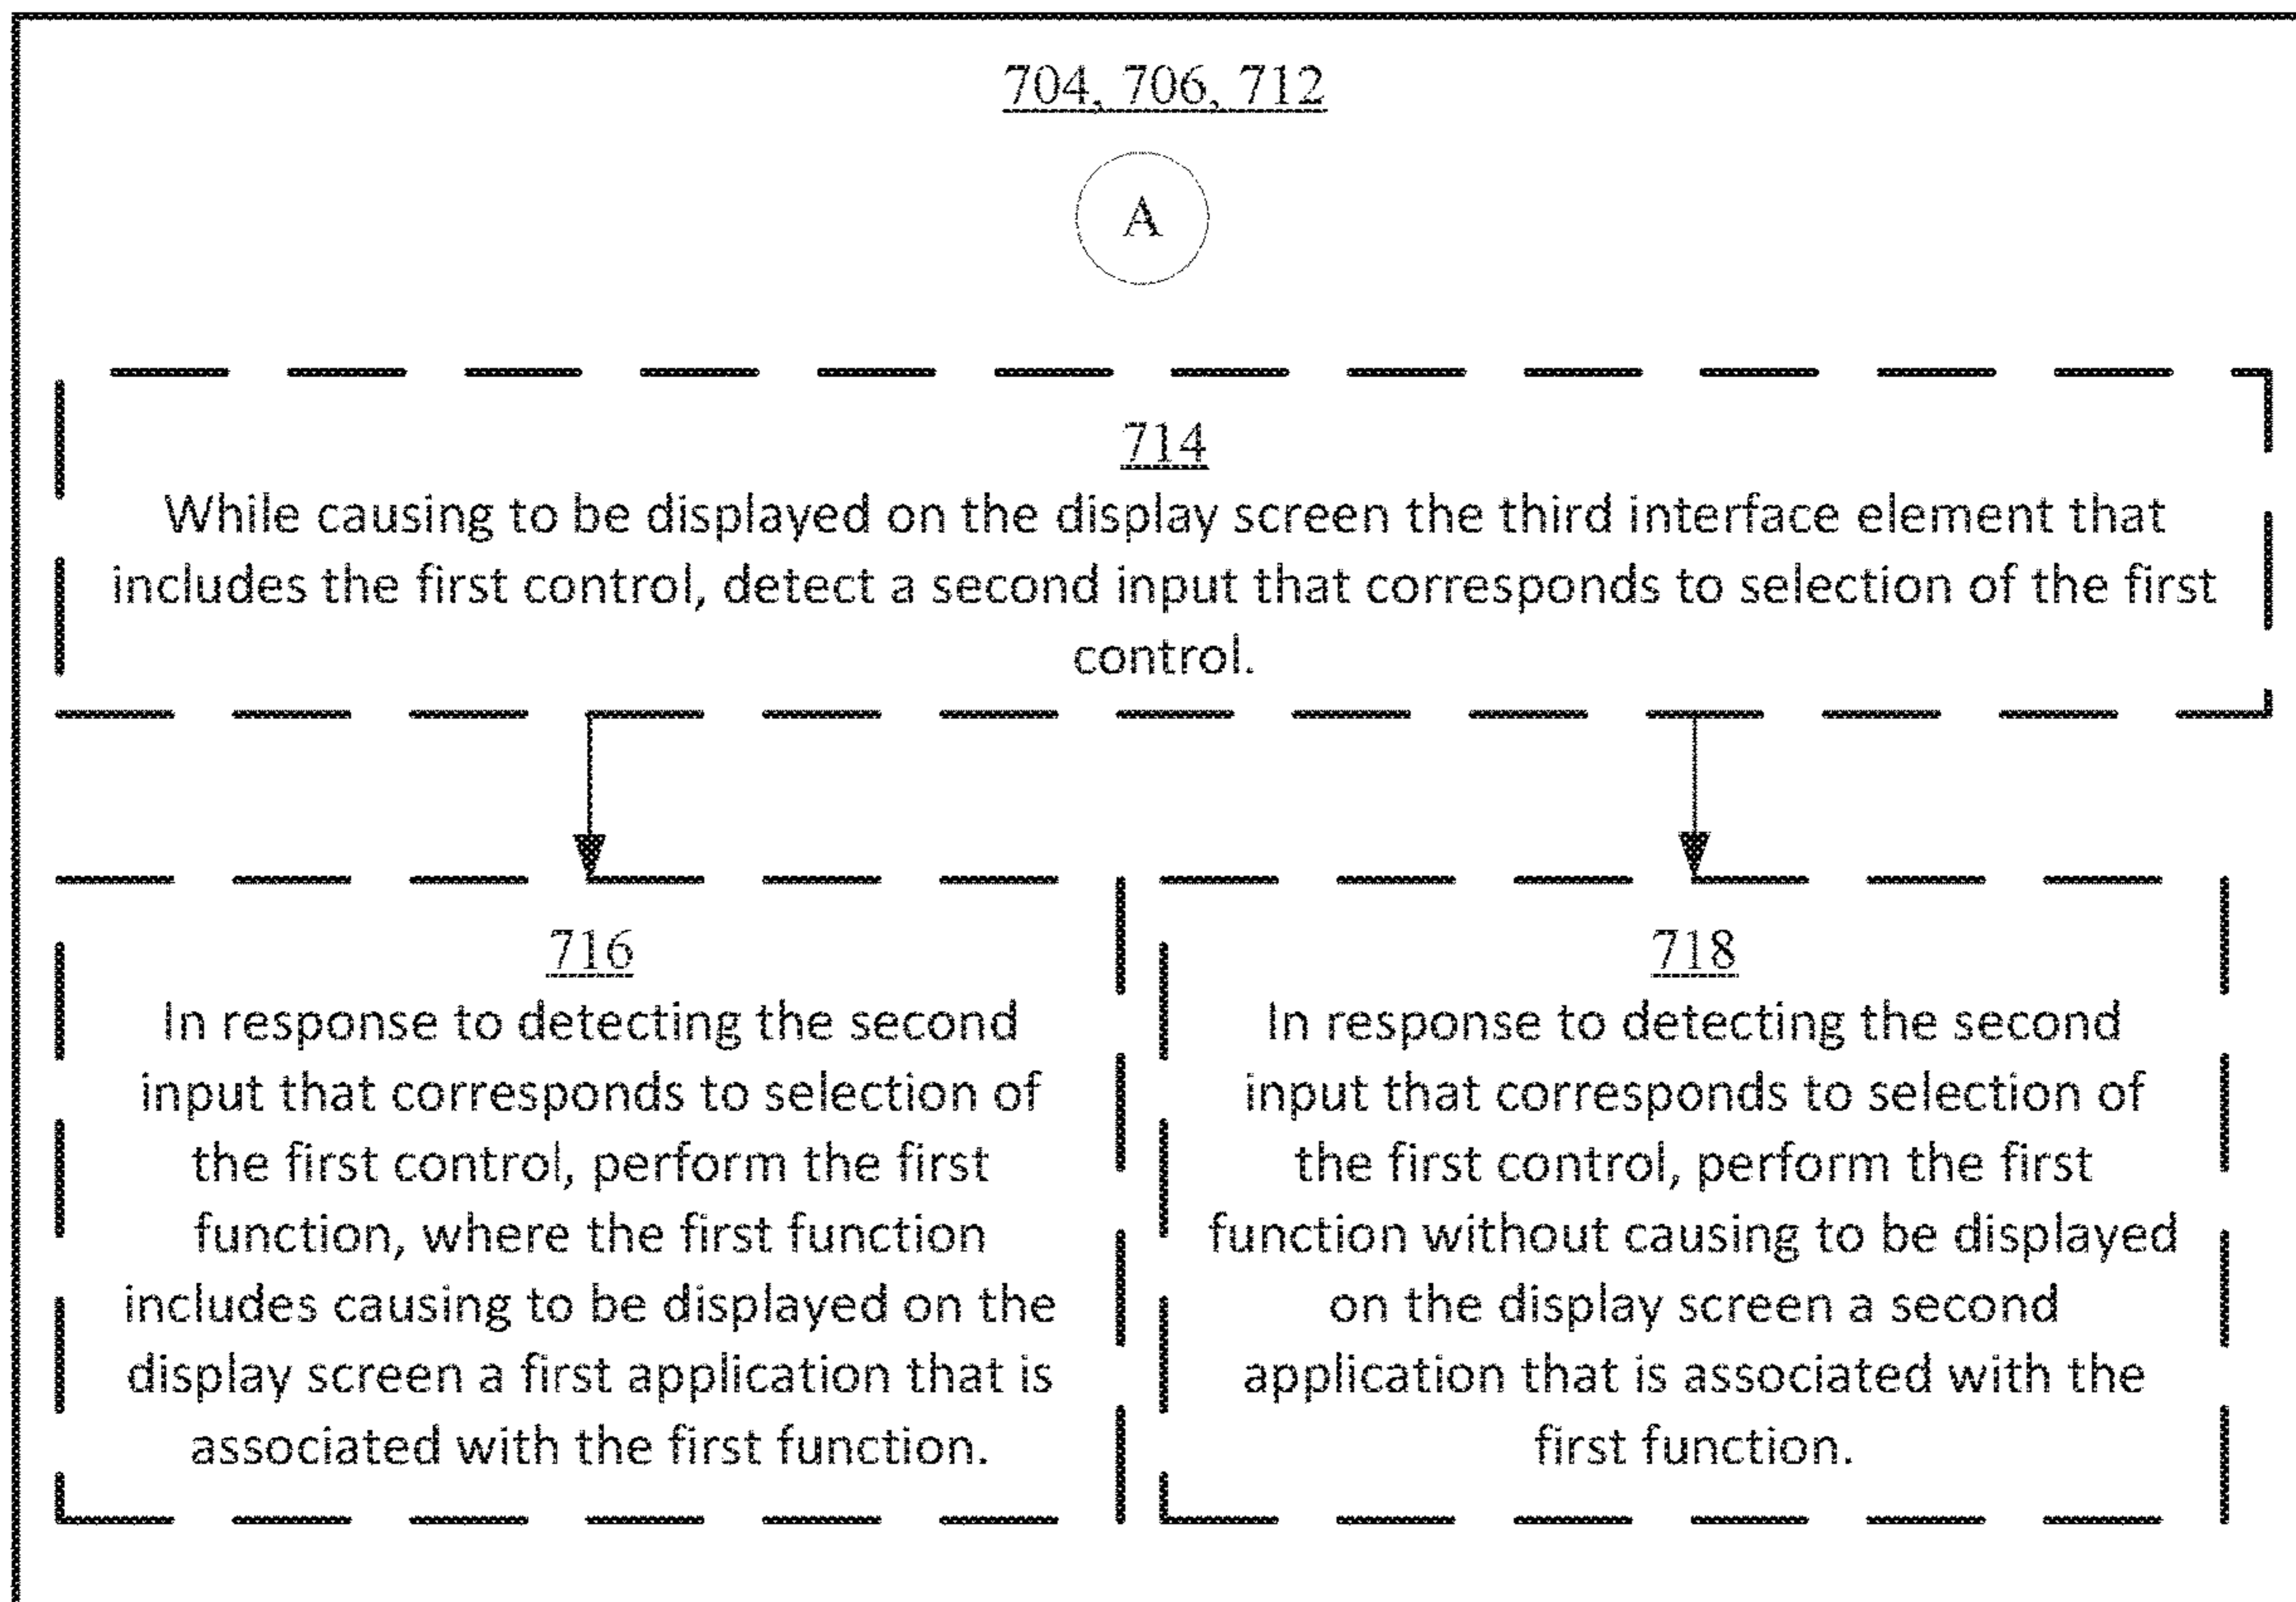 704, 706, 712
A
714
While causing to be displayed on the display screen the third interface element that
includes the first control, detect a second input that corresponds to selection of the first
control.
716
In response to detecting the second
input that corresponds to selection of
the first control, perform the first
function, where the first function
includes causing to be displayed on the
display screen a first application that is
associated with the first function.
718
In response to detecting the second
input that corresponds to selection of
the first control, perform the first
function without causing to be displayed
on the display screen a second
application that is associated with the
first function.